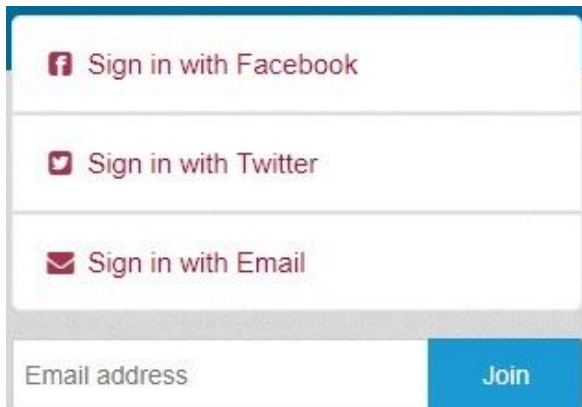 Sign in with Facebook
Sign in with Twitter
Sign in with Email
Email address
Join